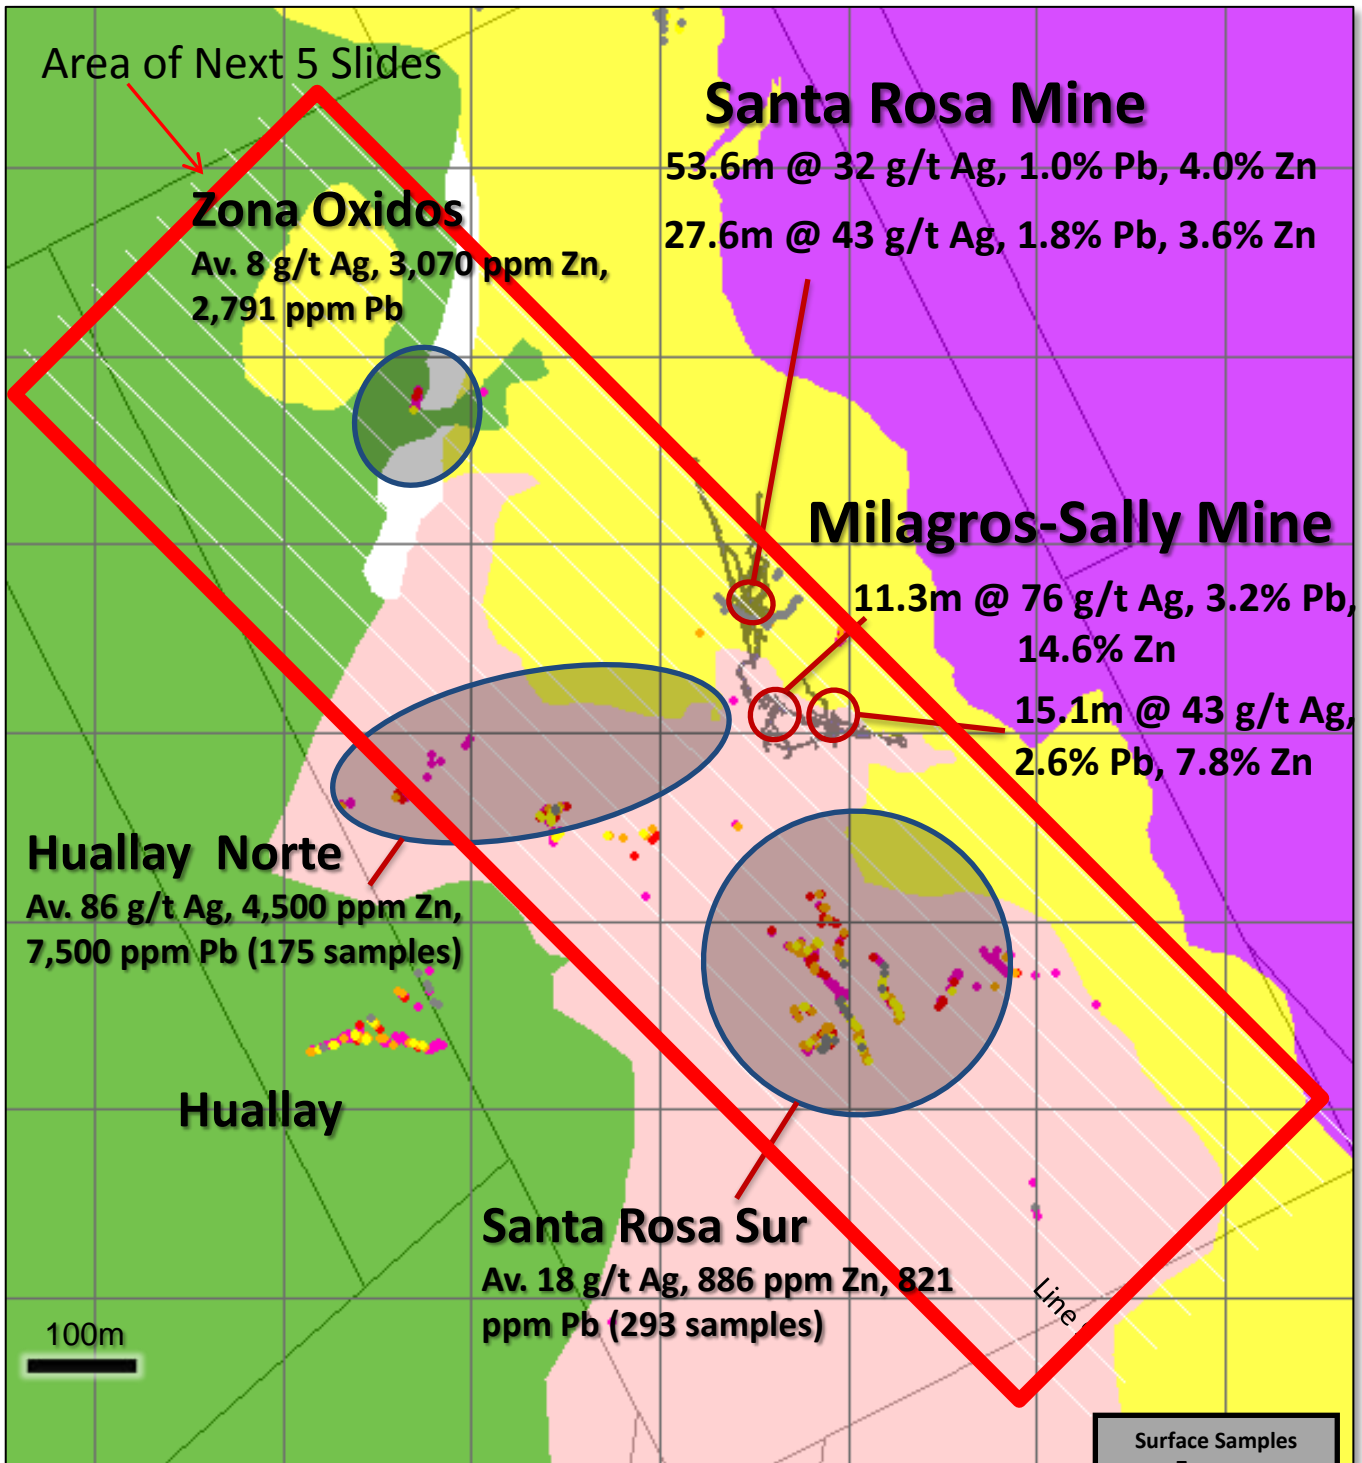 Area of Next 5 Slides
Santa Rosa Mine
53.6m @ 32 g/t Ag, 1.0% Pb, 4.0% Zn
27.6m @ 43 g/t Ag, 1.8% Pb, 3.6% Zn
Zona Oxidos
Av. 8 g/t Ag, 3,070 ppm Zn,
2,791 ppm Pb
Milagros-Sally Mine
11.3m @ 76 g/t Ag, 3.2% Pb,
14.6% Zn
15.1m @ 43 g/t Ag,
2.6% Pb, 7.8% Zn
Huallay Norte
Av. 86 g/t Ag, 4,500 ppm Zn,
7,500 ppm Pb (175 samples)
Huallay
Santa Rosa Sur
Av. 18 g/t Ag, 886 ppm Zn, 821
ppm Pb (293 samples)
Line
100m
Surface Samples